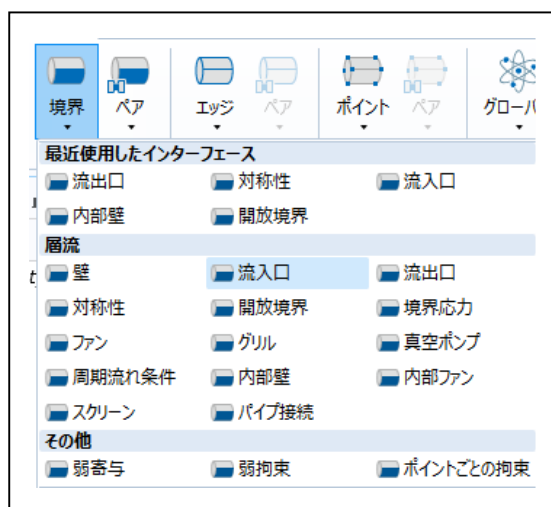 境界 ペア エッジ ペア ポイント ペア グローバ
最近使用したインターフェース
流出口 対称性 流入口
内部壁 開放境界
層流
壁 流入口 流出口
対称性 開放境界 境界応力
ファン グリル 真空ポンプ
周期流れ条件 内部壁 内部ファン
スクリーン パイプ接続
その他
弱寄与 弱拘束 ポイントごとの拘束